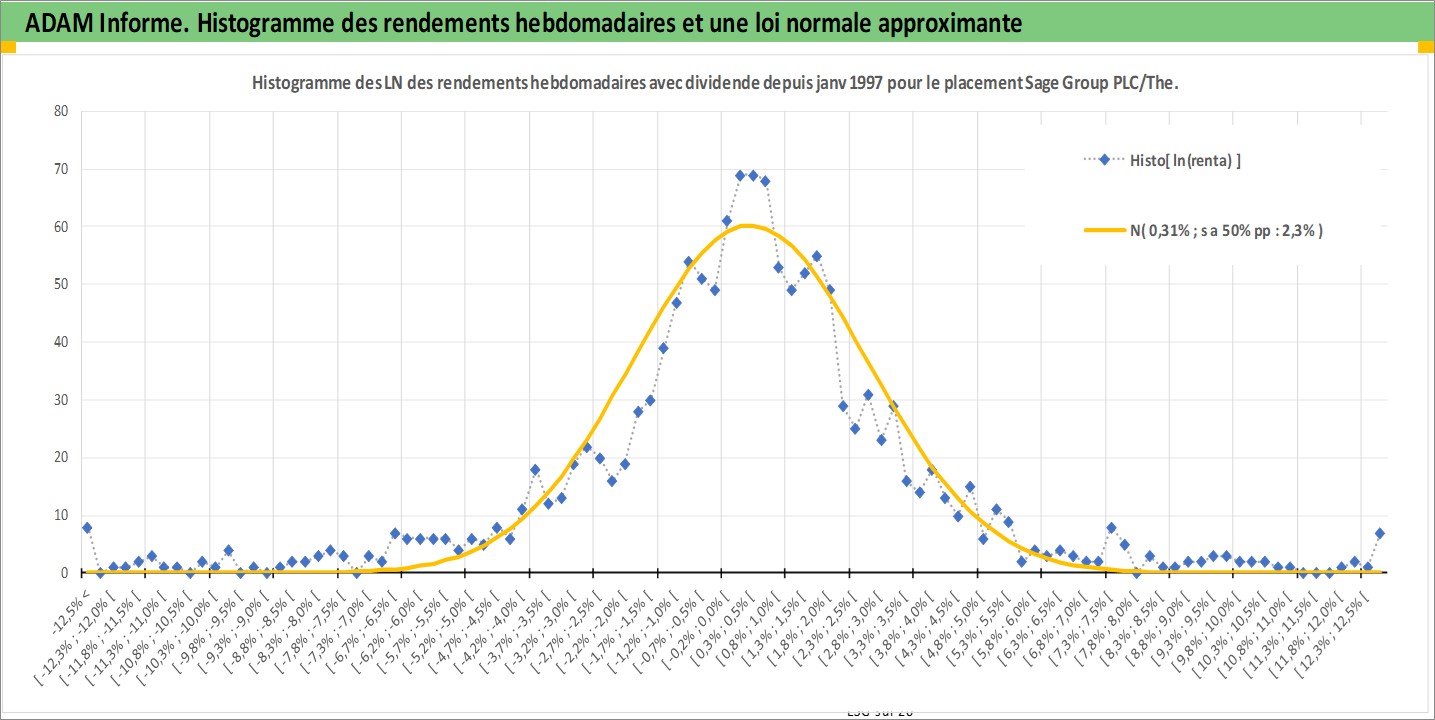 ADAM Informe. Histogramme des rendements hebdomadaires et une loi normale approximante
Histogramme des LN des rendements hebdomadaires avec dividende depuis janv 1997 pour le placement Sage Group PLC/The.
80
70
60
50
40
30
20
10
0
Histo[ ln(renta) ]
N( 0,31% ; s a 50% pp : 2,3% )
-12,5% <
[ -12,3% ; -12,0% [
[ -11,8% ; -11,5% [
[ -11,3% ; -11,0% [
[ -10,8% ; -10,5% [
[ -10,3% ; -10,0% [
[ -9,8% ; -9,5% [
[ -9,3% ; -9,0% [
[ -8,8% ; -8,5% [
[ -8,3% ; -8,0% [
[ -7,8% ; -7,5% [
[ -7,3% ; -7,0% [
[ -6,7% ; -6,5% [
[ -6,2% ; -6,0% [
[ -5,7% ; -5,5% [
[ -5,2% ; -5,0% [
[ -4,7% ; -4,5% [
[ -4,2% ; -4,0% [
[ -3,7% ; -3,5% [
[ -3,2% ; -3,0% [
[ -2,7% ; -2,5% [
[ -2,2% ; -2,0% [
[ -1,7% ; -1,5% [
[ -1,2% ; -1,0% [
[ -0,7% ; -0,5% [
[ -0,2% ; 0,0% [
[ 0,3% ; 0,5% [
[ 0,8% ; 1,0% [
[ 1,3% ; 1,5% [
[ 1,8% ; 2,0% [
[ 2,3% ; 2,5% [
[ 2,8% ; 3,0% [
[ 3,3% ; 3,5% [
[ 3,8% ; 4,0% [
[ 4,3% ; 4,5% [
[ 4,8% ; 5,0% [
[ 5,3% ; 5,5% [
[ 5,8% ; 6,0% [
[ 6,3% ; 6,5% [
[ 6,8% ; 7,0% [
[ 7,3% ; 7,5% [
[ 7,8% ; 8,0% [
[ 8,3% ; 8,5% [
[ 8,8% ; 9,0% [
[ 9,3% ; 9,5% [
[ 9,8% ; 10,0% [
[ 10,3% ; 10,5% [
[ 10,8% ; 11,0% [
[ 11,3% ; 11,5% [
[ 11,8% ; 12,0% [
[ 12,3% ; 12,5% [